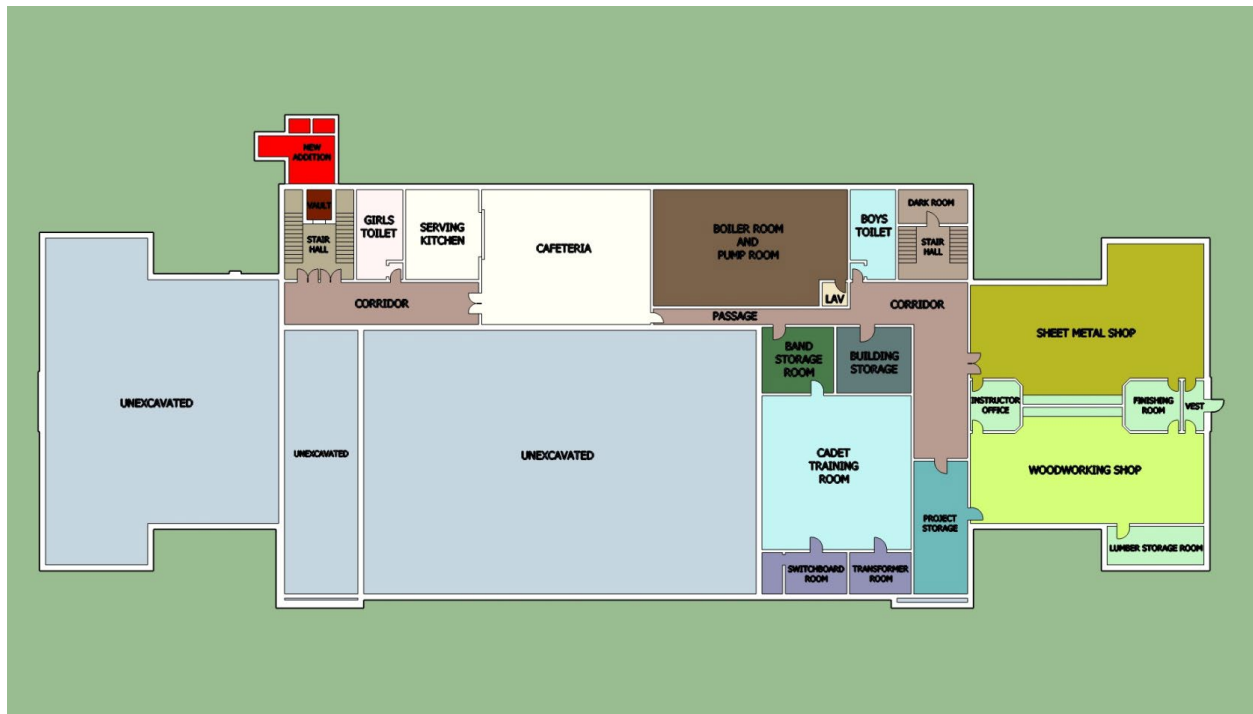 NEW
ADDITION
VAULT
STAIR
HALL
GIRLS
TOILET
SERVING
KITCHEN
CAFETERIA
BOILER ROOM
AND
PUMP ROOM
BOYS
TOILET
DARK ROOM
STAIR
HALL
LAV
CORRIDOR
PASSAGE
CORRIDOR
SHEET METAL SHOP
BAND
STORAGE
ROOM
BUILDING
STORAGE
INSTRUCTOR
OFFICE
FINISHING
ROOM
VEST
UNEXCAVATED
UNEXCAVATED
UNEXCAVATED
CADET
TRAINING
ROOM
WOODWORKING SHOP
PROJECT
STORAGE
LUMBER STORAGE ROOM
SWITCHBOARD
ROOM
TRANSFORMER
ROOM